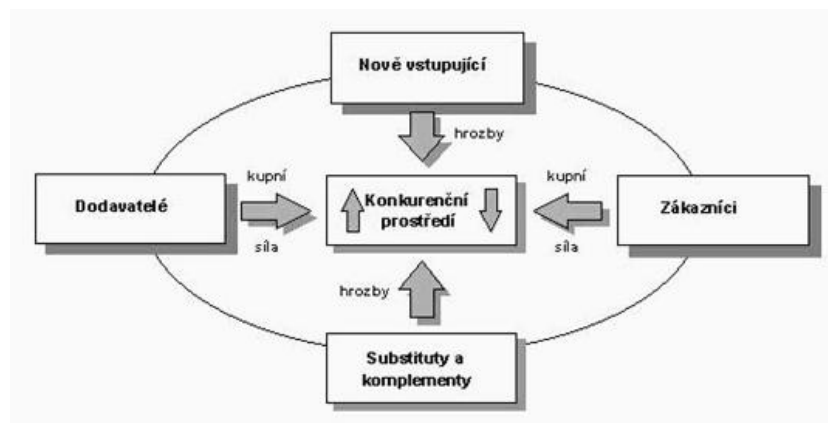 Nově vstupující
hrozby
kupní
kupní
Dodavatelé
Konkurenční
prostředí
Zákazníci
síla
síla
hrozby
Substituty a
komplementy